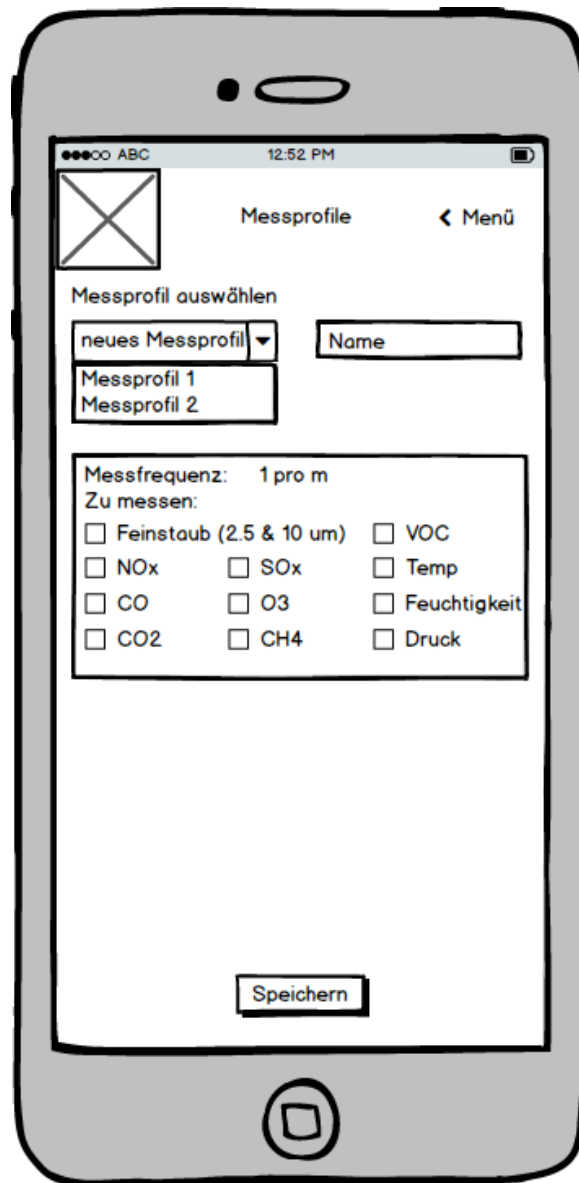 ABC 12:52 PM
Messprofile Menü
Messprofil auswählen
neues Messprofil Name
Messprofil 1
Messprofil 2
Messfrequenz: 1 pro m
Zu messen:
Feinstaub (2.5 & 10 um) VOC
NOx SOx Temp
CO O3 Feuchtigkeit
CO2 CH4 Druck
Speichern